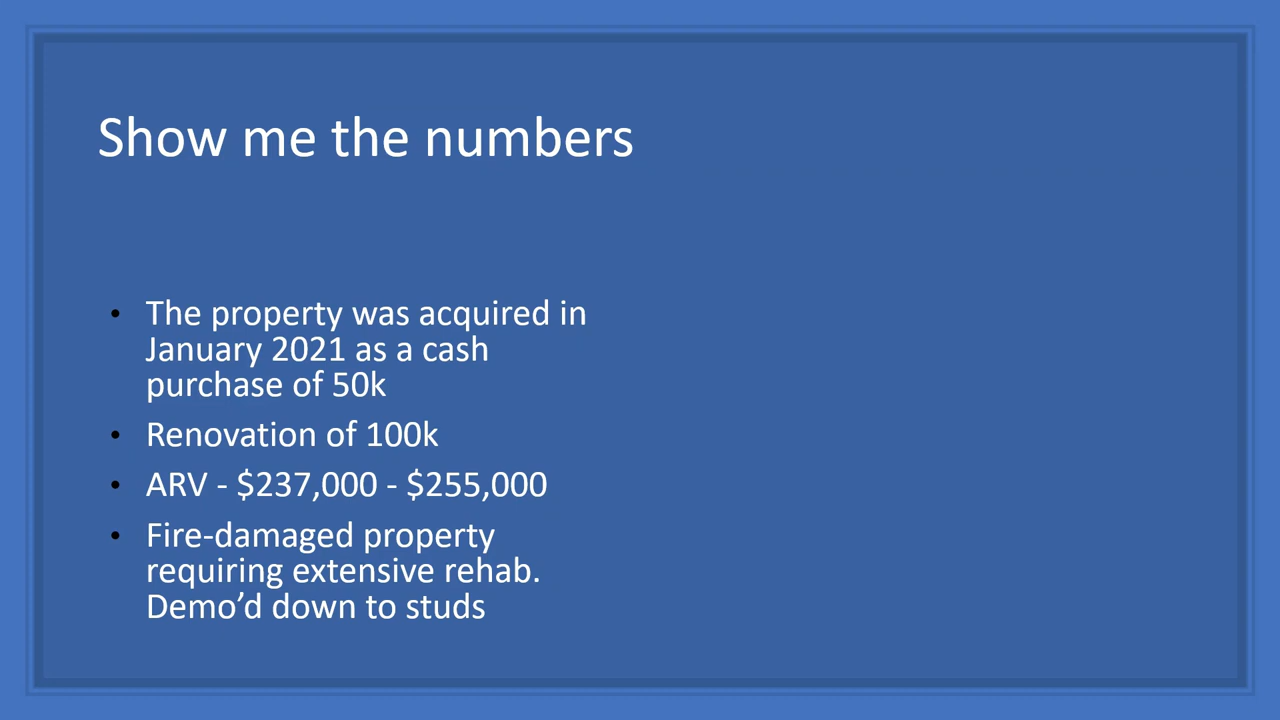 Show me the numbers
• The property was acquired in
January 2021 as a cash
purchase of 50k
• Renovation of 100k
• ARV - $237,000 - $255,000
• Fire-damaged property
requiring extensive rehab.
Demo’d down to studs